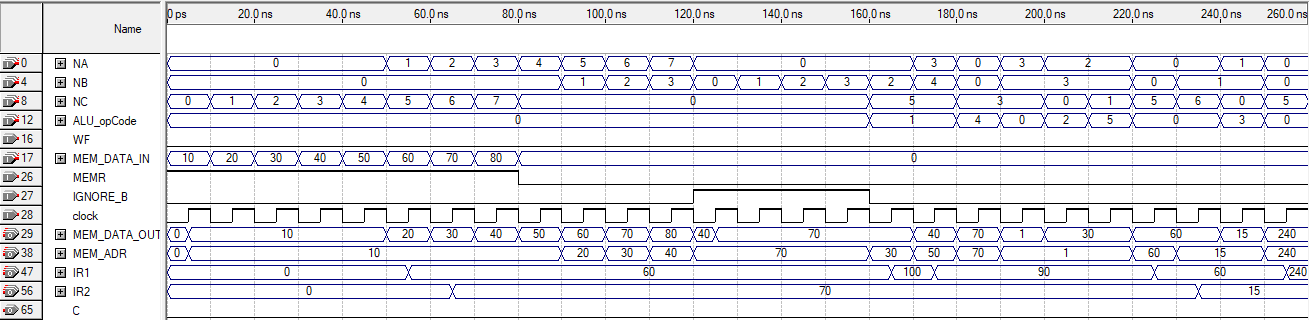 0 ps 20.0 ns 40.0 ns 60.0 ns 80.0 ns 100.0 ns 120.0 ns 140.0 ns 160.0 ns 180.0 ns 200.0 ns 220.0 ns 240.0 ns 260.0 ns
Name
0 NA 0 1 2 3 4 5 6 7 0 3 0 3 2 0 1 0
4 NB 0 1 2 3 0 1 2 3 2 4 0 3 0 1 0
8 NC 0 1 2 3 4 5 6 7 0 5 3 0 1 5 6 0 5
12 ALU_opCode 0 1 4 0 2 5 0 3 0
16 WF
17 MEM_DATA_IN 10 20 30 40 50 60 70 80 0
26 MEMR
27 IGNORE_B
28 clock
29 MEM_DATA_OUT 0 10 20 30 40 50 60 70 80 40 70 40 70 1 30 60 15 240
38 MEM_ADR 0 10 20 30 40 70 30 50 70 1 60 15 240
47 IR1 0 60 100 90 60 240
56 IR2 0 70 15
65 C